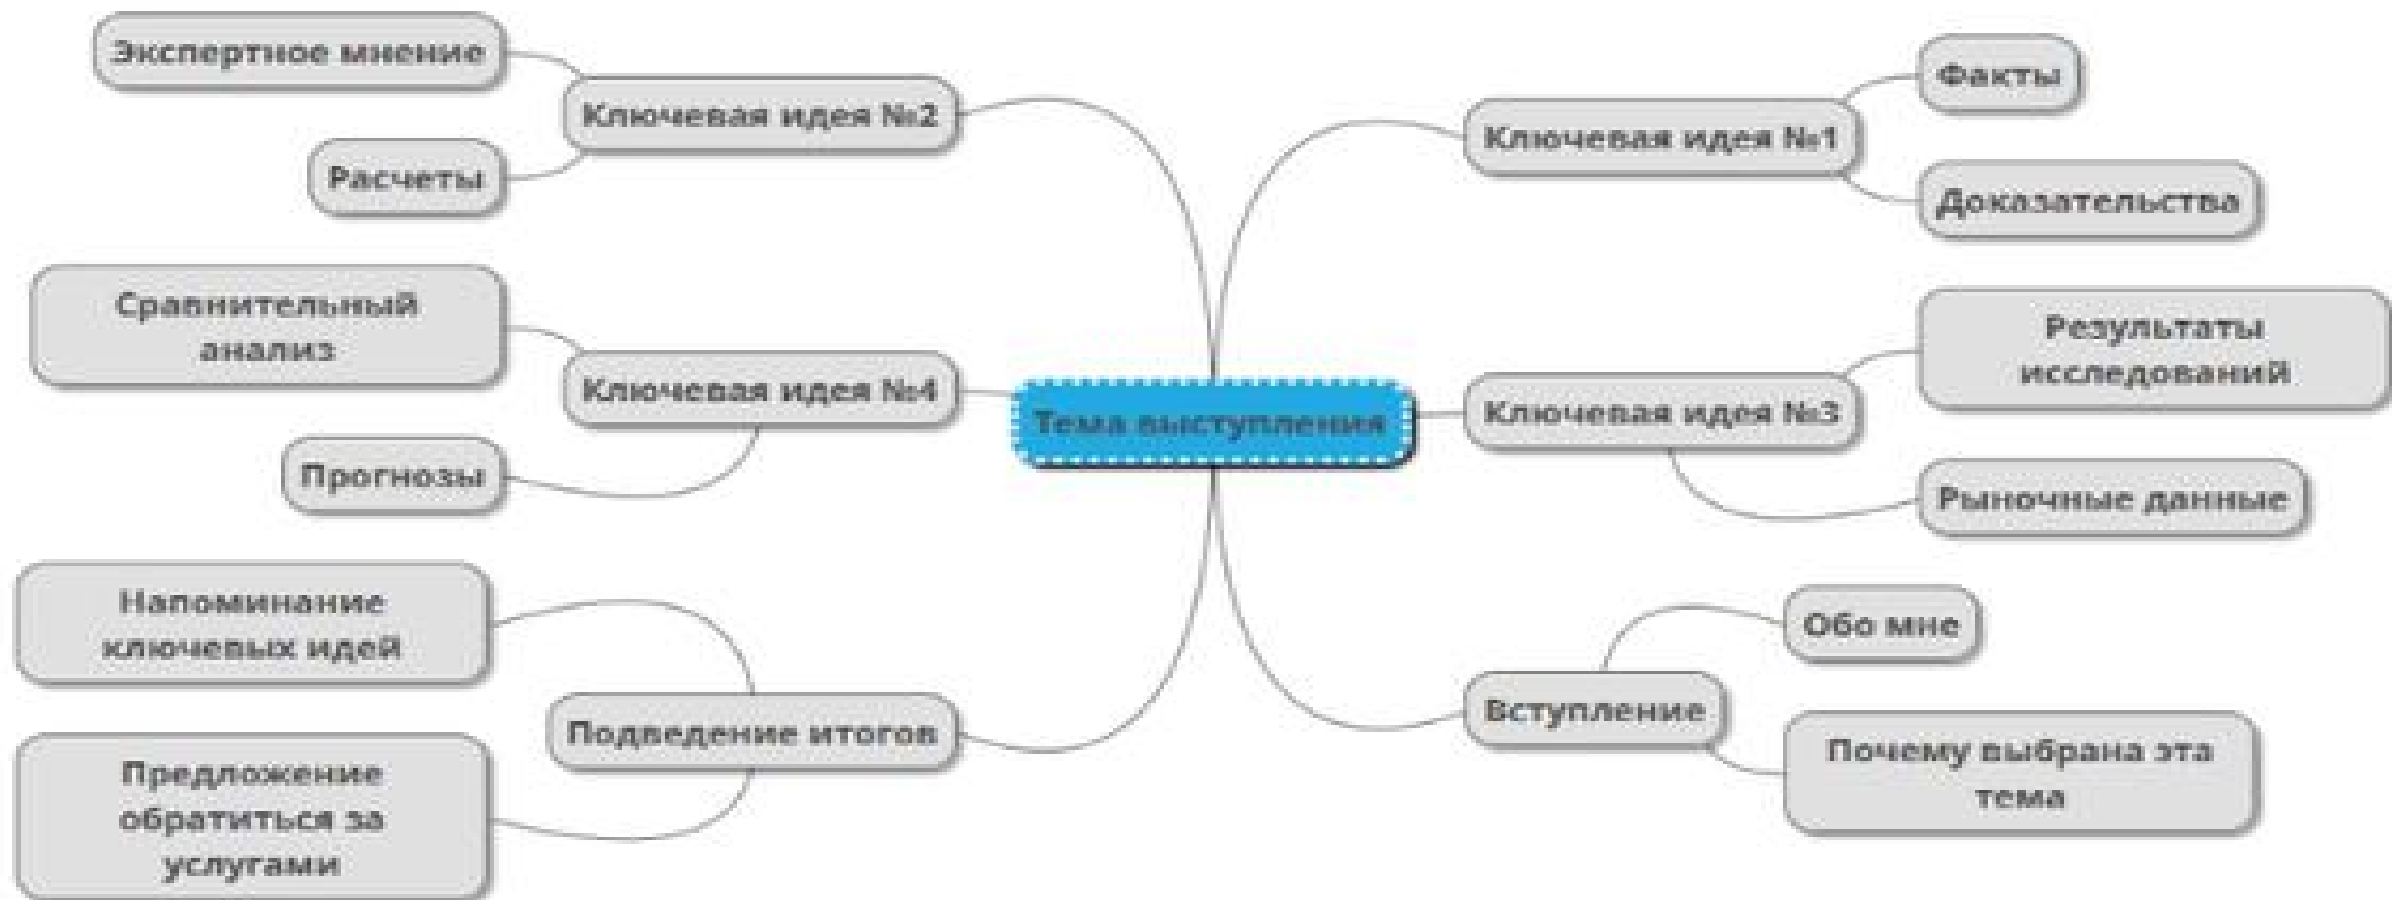 Экспертное мнение
Ключевая идея №2
Расчеты
Сравнительный
анализ
Ключевая идея №4
Прогнозы
Напоминание
ключевых идей
Подведение итогов
Предложение
обратиться за
услугами
Тема выступления
Факты
Ключевая идея №1
Доказательства
Результаты
исследований
Ключевая идея №3
Рыночные данные
Обо мне
Вступление
Почему выбрана эта
тема